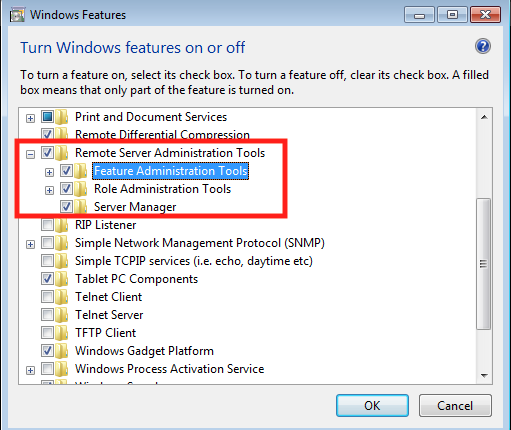 Windows Features
Turn Windows features on or off
To turn a feature on, select its check box. To turn a feature off, clear its check box. A filled
box means that only part of the feature is turned on.
Print and Document Services
Remote Differential Compression
Remote Server Administration Tools
Feature Administration Tools
Role Administration Tools
Server Manager
RIP Listener
Simple Network Management Protocol (SNMP)
Simple TCPIP services (i.e. echo, daytime etc)
Tablet PC Components
Telnet Client
Telnet Server
TFTP Client
Windows Gadget Platform
Windows Process Activation Service
OK
Cancel